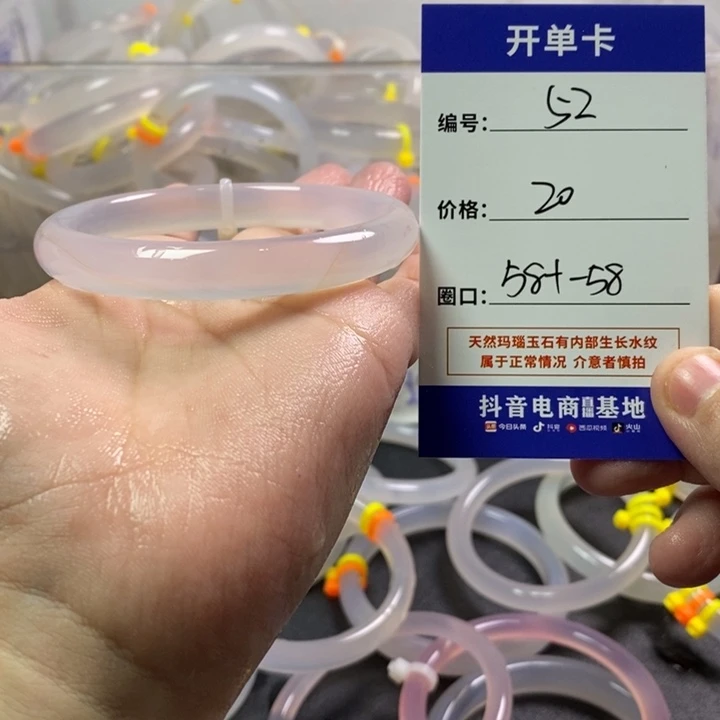 开单卡
编号: 52
价格: 20
圈口: 58+-58
天然玛瑙玉石有内部生长水纹
属于正常情况 介意者慎拍
抖音电商直播基地
今日头条 抖音 西瓜视频 火山